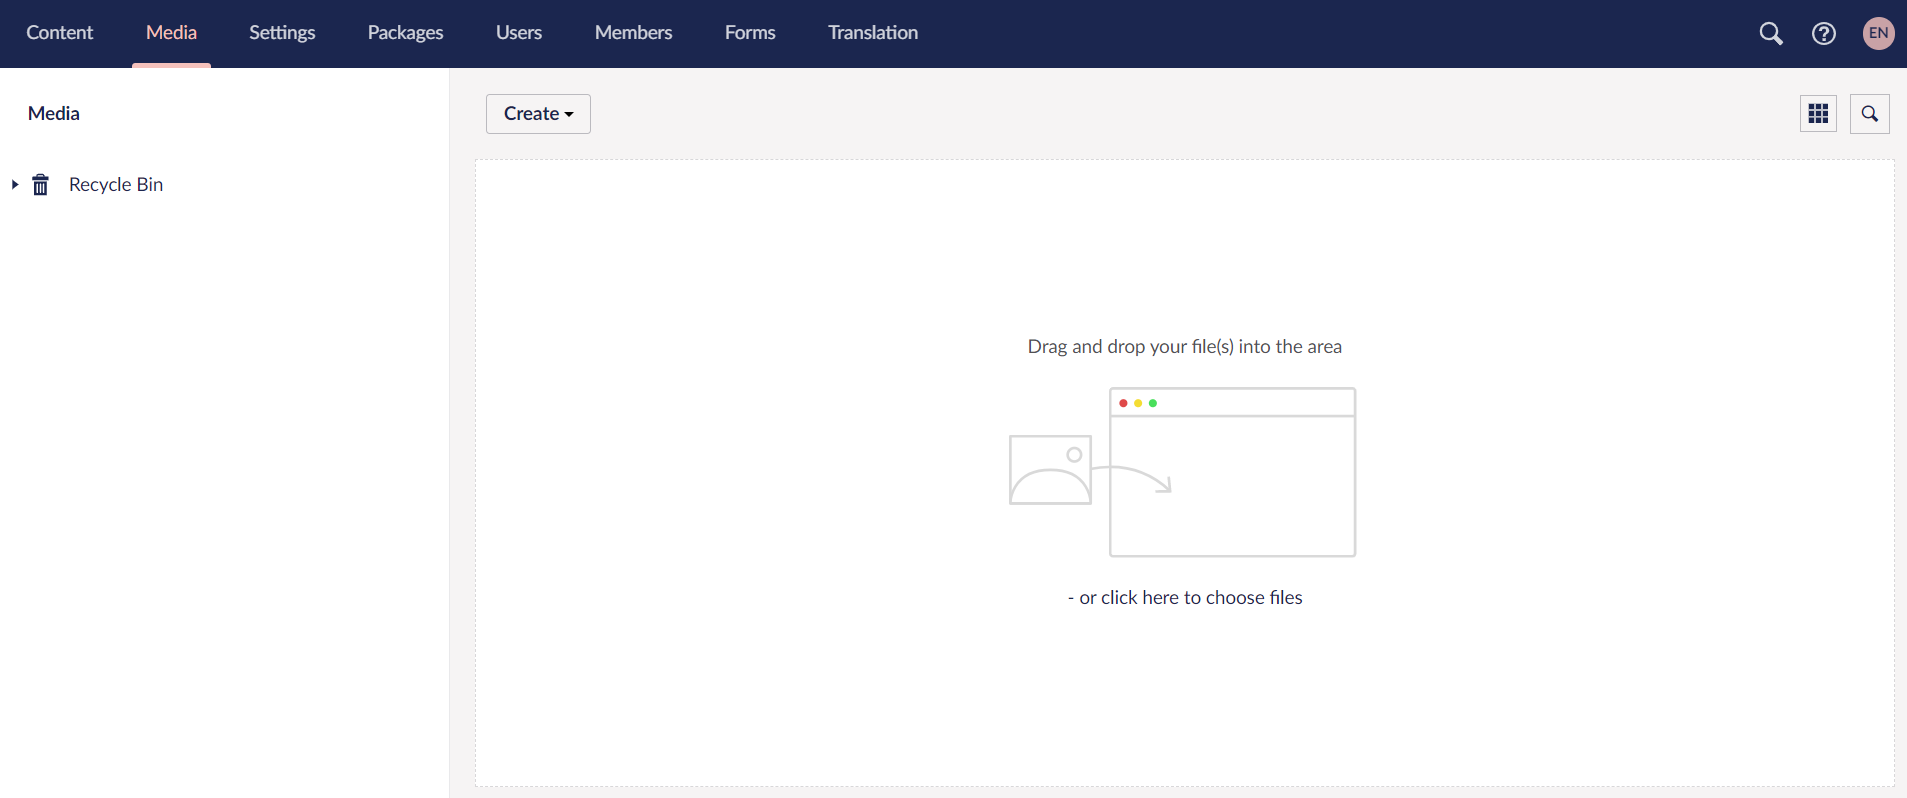 Content Media Settings Packages Users Members Forms Translation EN
Media
Create
Recycle Bin
Drag and drop your file(s) into the area
- or click here to choose files